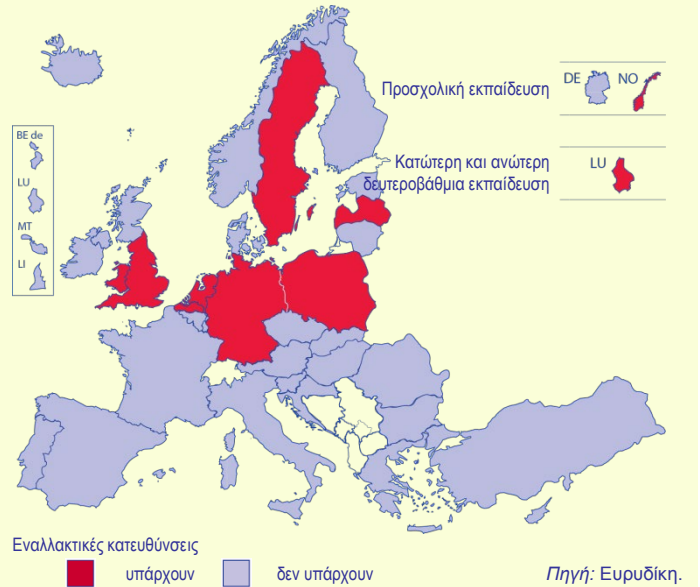 Προσχολική εκπαίδευση
DE NO
Κατώτερη και ανώτερη
δευτεροβάθμια εκπαίδευση
LU
BE de
LU
MT
LI
Εναλλακτικές κατευθύνσεις
υπάρχουν δεν υπάρχουν
Πηγή: Ευρυδίκη.